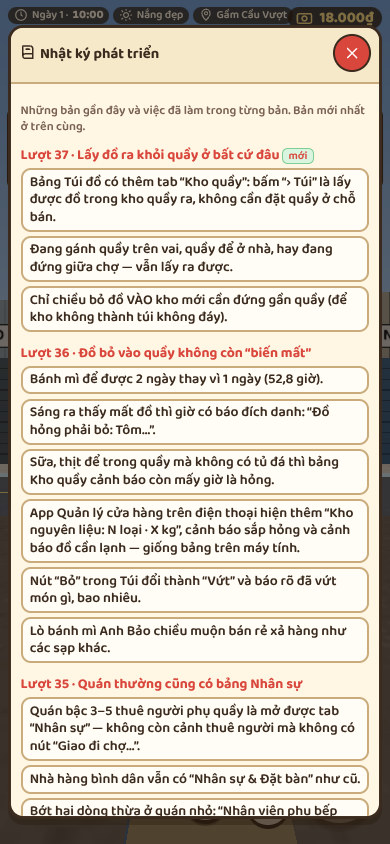 Ngày 1 · 10:00
Nắng đẹp
Gầm Cầu Vượt
18.000₫
Nhật ký phát triển
Những bản gần đây và việc đã làm trong từng bản. Bản mới nhất
ở trên cùng.
Lượt 37 · Lấy đồ ra khỏi quầy ở bất cứ đâu mới
Bảng Túi đồ có thêm tab “Kho quầy”: bấm “› Túi” là lấy
được đồ trong kho quầy ra, không cần đặt quầy ở chỗ
bán.
Đang gánh quầy trên vai, quầy để ở nhà, hay đang
đứng giữa chợ — vẫn lấy ra được.
Chỉ chiều bỏ đồ VÀO kho mới cần đứng gần quầy (để
kho không thành túi không đáy).
Lượt 36 · Đồ bỏ vào quầy không còn “biến mất”
Bánh mì để được 2 ngày thay vì 1 ngày (52,8 giờ).
Sáng ra thấy mất đồ thì giờ có báo đích danh: “Đồ
hỏng phải bỏ: Tôm...”.
Sữa, thịt để trong quầy mà không có tủ đá thì bảng
Kho quầy cảnh báo còn mấy giờ là hỏng.
App Quản lý cửa hàng trên điện thoại hiện thêm “Kho
nguyên liệu: N loại · X kg”, cảnh báo sắp hỏng và cảnh
báo đồ cần lạnh — giống bảng trên máy tính.
Nút “Bỏ” trong Túi đổi thành “Vứt” và báo rõ đã vứt
món gì, bao nhiêu.
Lò bánh mì Anh Bảo chiều muộn bán rẻ xả hàng như
các sạp khác.
Lượt 35 · Quán thường cũng có bảng Nhân sự
Quán bậc 3–5 thuê người phụ quầy là mở được tab
“Nhân sự” — không còn cảnh thuê người mà không có
nút “Giao đi chợ...”.
Nhà hàng bình dân vẫn có “Nhân sự & Đặt bàn” như cũ.
Bớt hai dòng thừa ở quán nhỏ: “Nhân viên phụ bếp